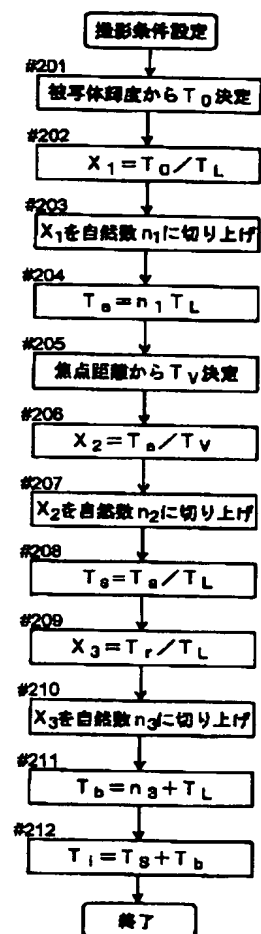 撮影条件設定
#201
被写体輝度からT0決定
#202
X1=T0/TL
#203
X1を自然数n1に切り上げ
#204
Ta=n1TL
#205
焦点距離からTV決定
#206
X2=Ta/TV
#207
X2を自然数n2に切り上げ
#208
TS=Ta/TL
#209
X3=Tr/TL
#210
X3を自然数n3に切り上げ
#211
Tb=n3+TL
#212
Ti=TS+Tb
終了